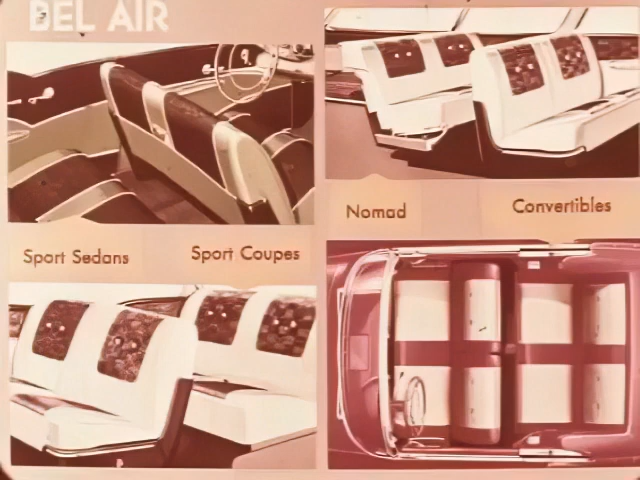 BEL AIR
Nomad
Convertibles
Sport Sedans
Sport Coupes